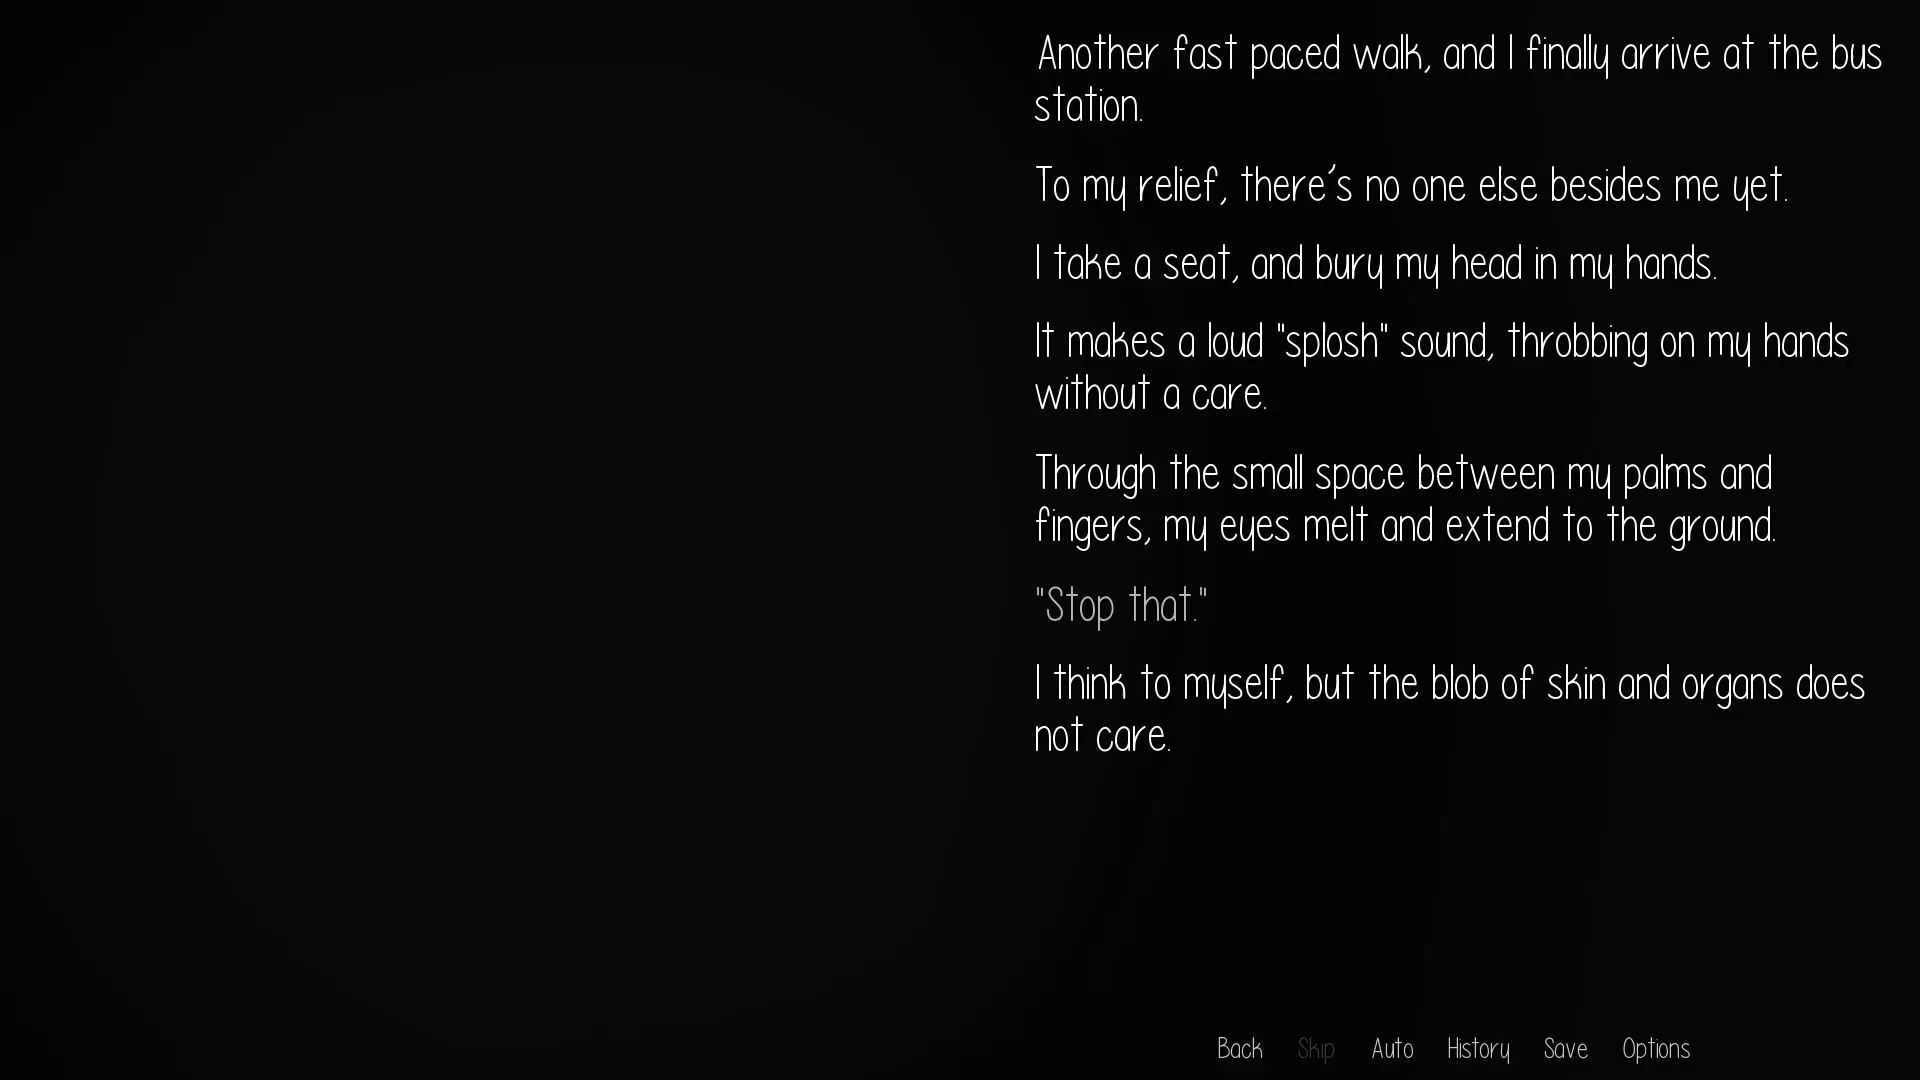 Another fast paced walk, and I finally arrive at the bus
station.
To my relief, there's no one else besides me yet.
I take a seat, and bury my head in my hands.
It makes a loud "splosh" sound, throbbing on my hands
without a care.
Through the small space between my palms and
fingers, my eyes melt and extend to the ground.
"Stop that."
I think to myself, but the blob of skin and organs does
not care.
Back Skip Auto History Save Options